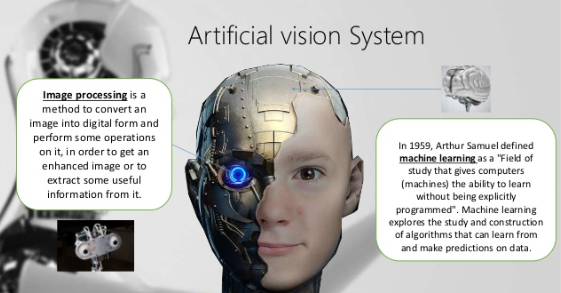 Artificial vision System
Image processing is a
method to convert an
image into digital form and
perform some operations
on it, in order to get an
enhanced image or to
extract some useful
information from it.
In 1959, Arthur Samuel defined
machine learning as a "Field of
study that gives computers
(machines) the ability to learn
without being explicitly
programmed". Machine learning
explores the study and construction
of algorithms that can learn from
and make predictions on data.